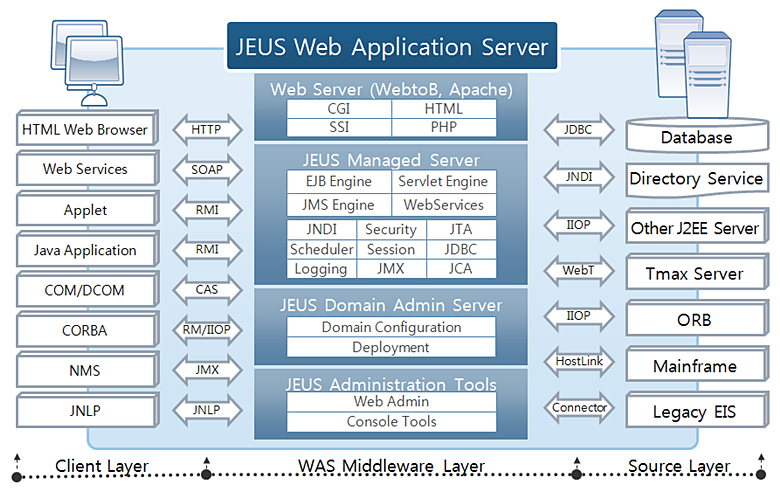 JEUS Web Application Server
Web Server (WebtoB, Apache)
CGI HTML
SSI PHP
JEUS Managed Server
EJB Engine Servlet Engine
JMS Engine WebServices
JNDI Security JTA
Scheduler Session JDBC
Logging JMX JCA
JEUS Domain Admin Server
Domain Configuration
Deployment
JEUS Administration Tools
Web Admin
Console Tools
HTML Web Browser HTTP
Web Services SOAP
Applet RMI
Java Application RMI
COM/DCOM CAS
CORBA RM/IIOP
NMS JMX
JNLP JNLP
JDBC Database
JNDI Directory Service
IIOP Other J2EE Server
WebT Tmax Server
IIOP ORB
HostLink Mainframe
Connector Legacy EIS
Client Layer WAS Middleware Layer Source Layer